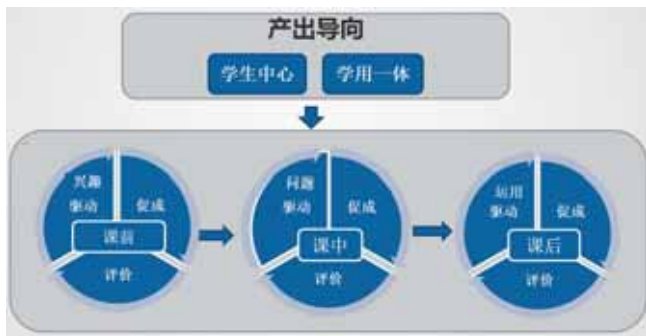 产出导向
学生中心 学用一体
兴趣
驱动 促成
课前
评价
问题
驱动 促成
课中
评价
运用
驱动 促成
课后
评价